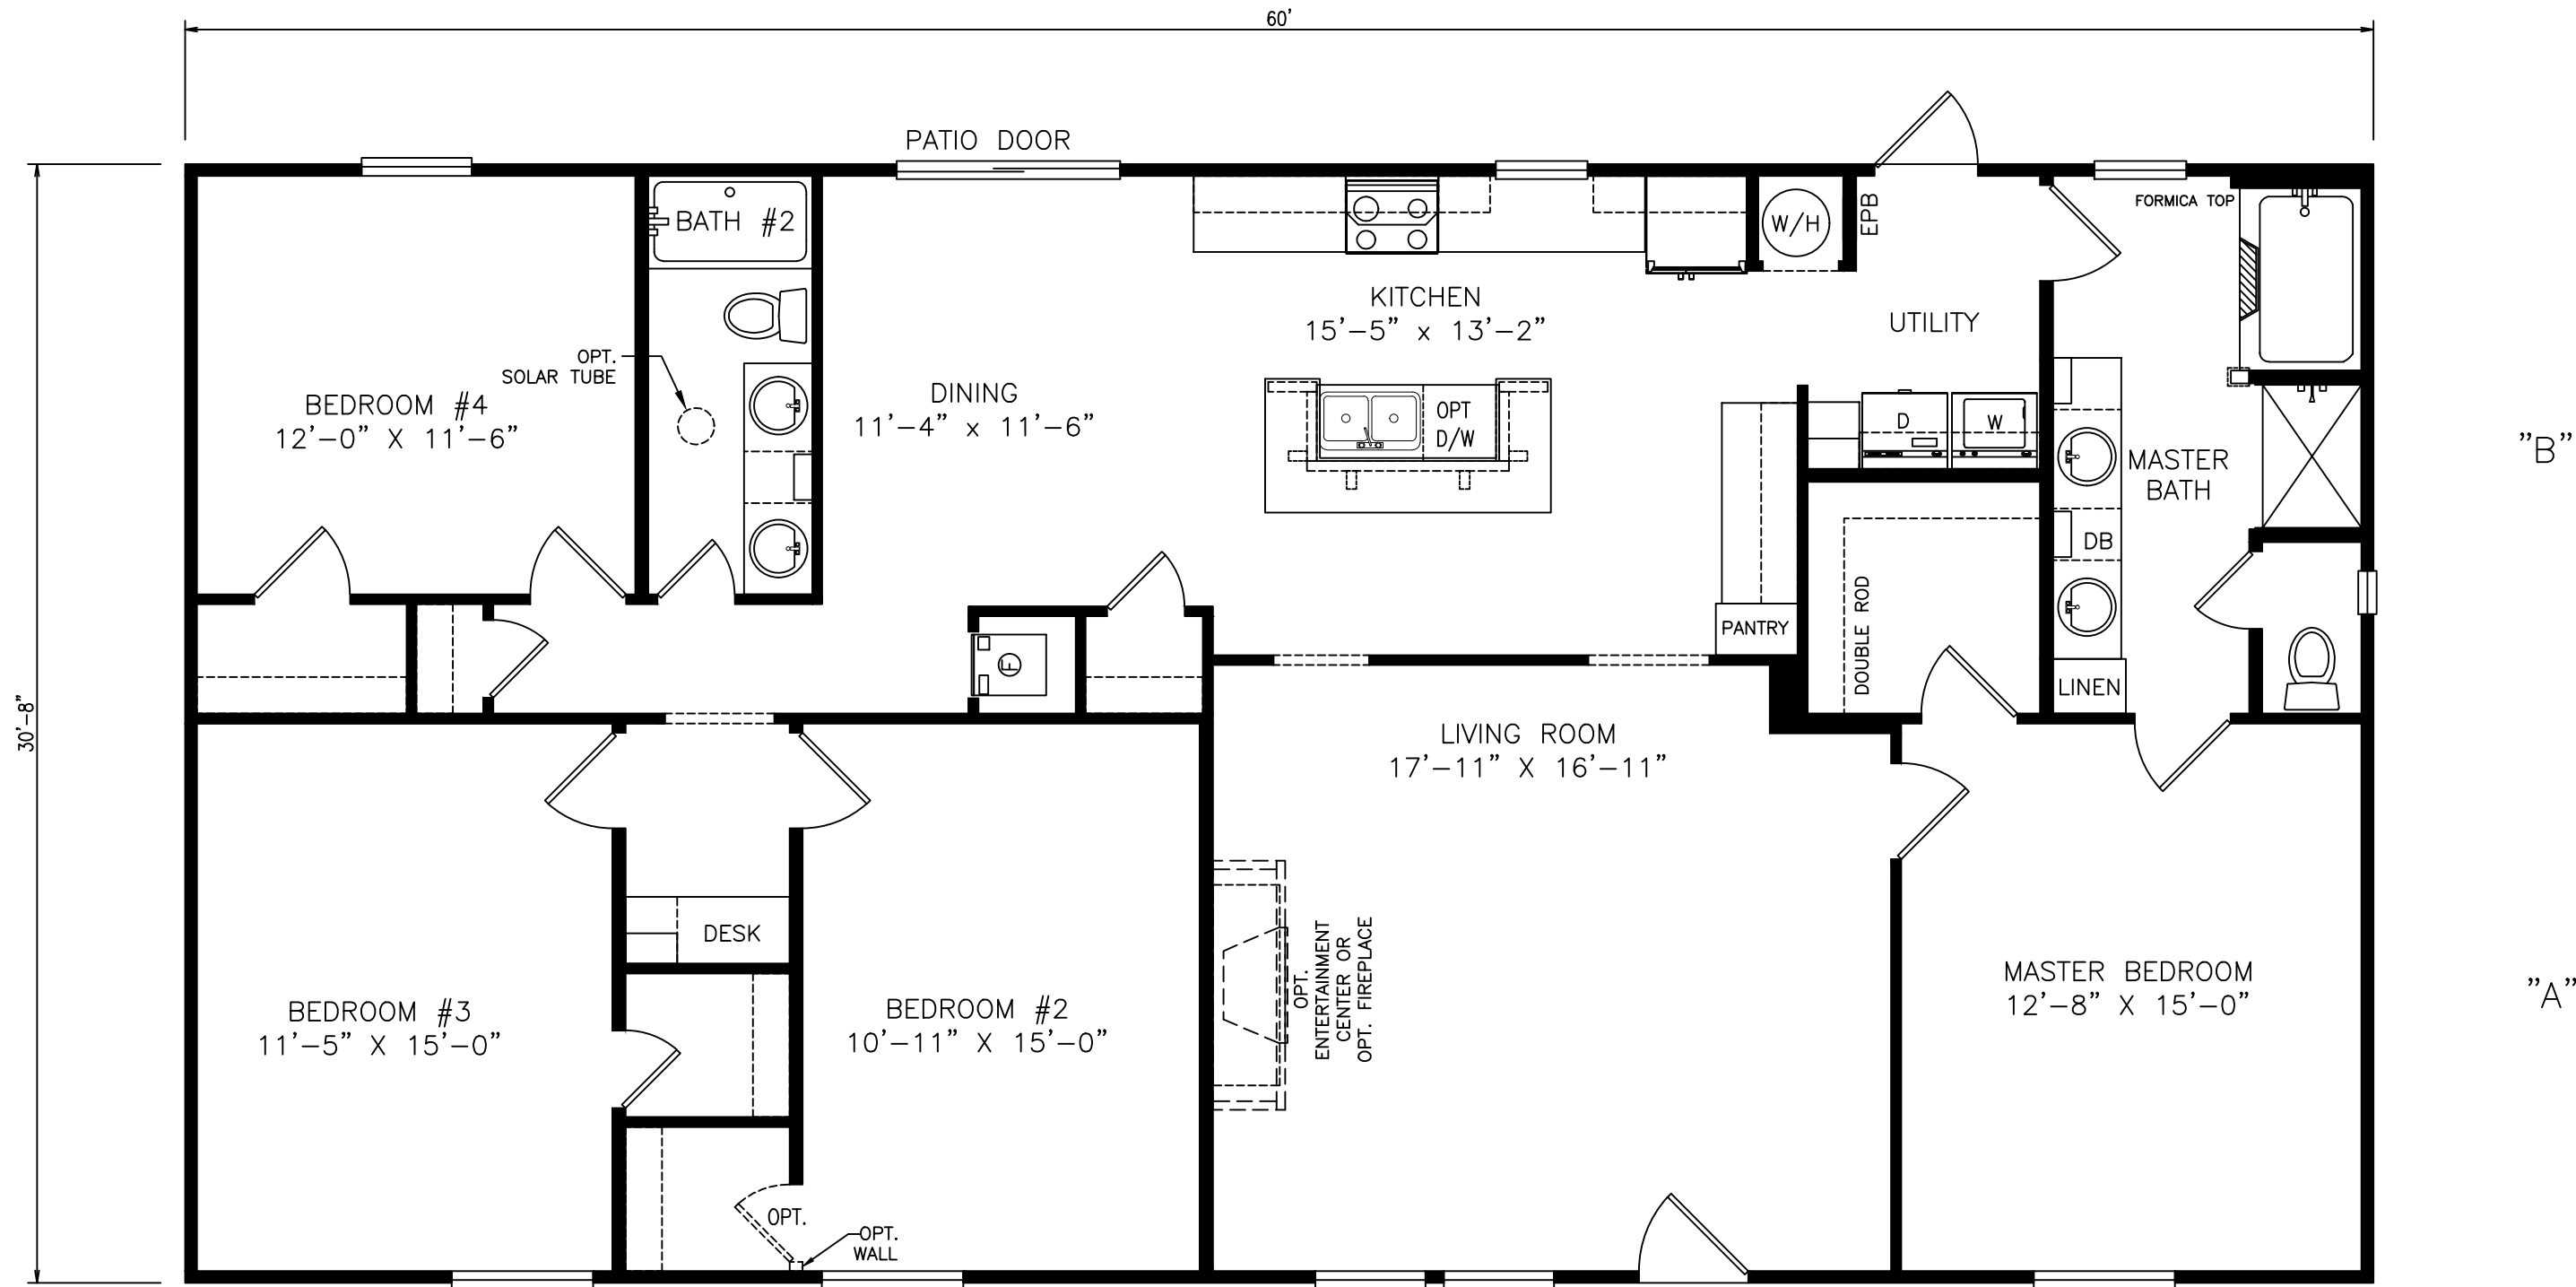 60'
PATIO DOOR
30'-8"
BATH #2
W/H
EPB
FORMICA TOP
KITCHEN
15'-5" x 13'-2"
UTILITY
OPT.
SOLAR TUBE
BEDROOM #4
12'-0" X 11'-6"
DINING
11'-4" x 11'-6"
OPT
D/W
D
W
MASTER
BATH
"B"
DB
DOUBLE ROD
PANTRY
LINEN
F
LIVING ROOM
17'-11" X 16'-11"
DESK
OPT.
ENTERTAINMENT
CENTER OR
OPT. FIREPLACE
BEDROOM #3
11'-5" X 15'-0"
BEDROOM #2
10'-11" X 15'-0"
MASTER BEDROOM
12'-8" X 15'-0"
"A"
OPT.
OPT.
WALL